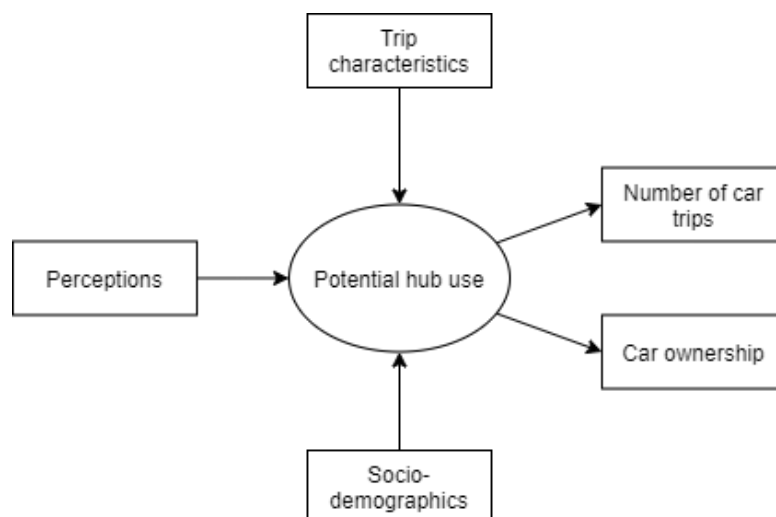 Trip
characteristics
Number of car
trips
Perceptions
Potential hub use
Car ownership
Socio-
demographics